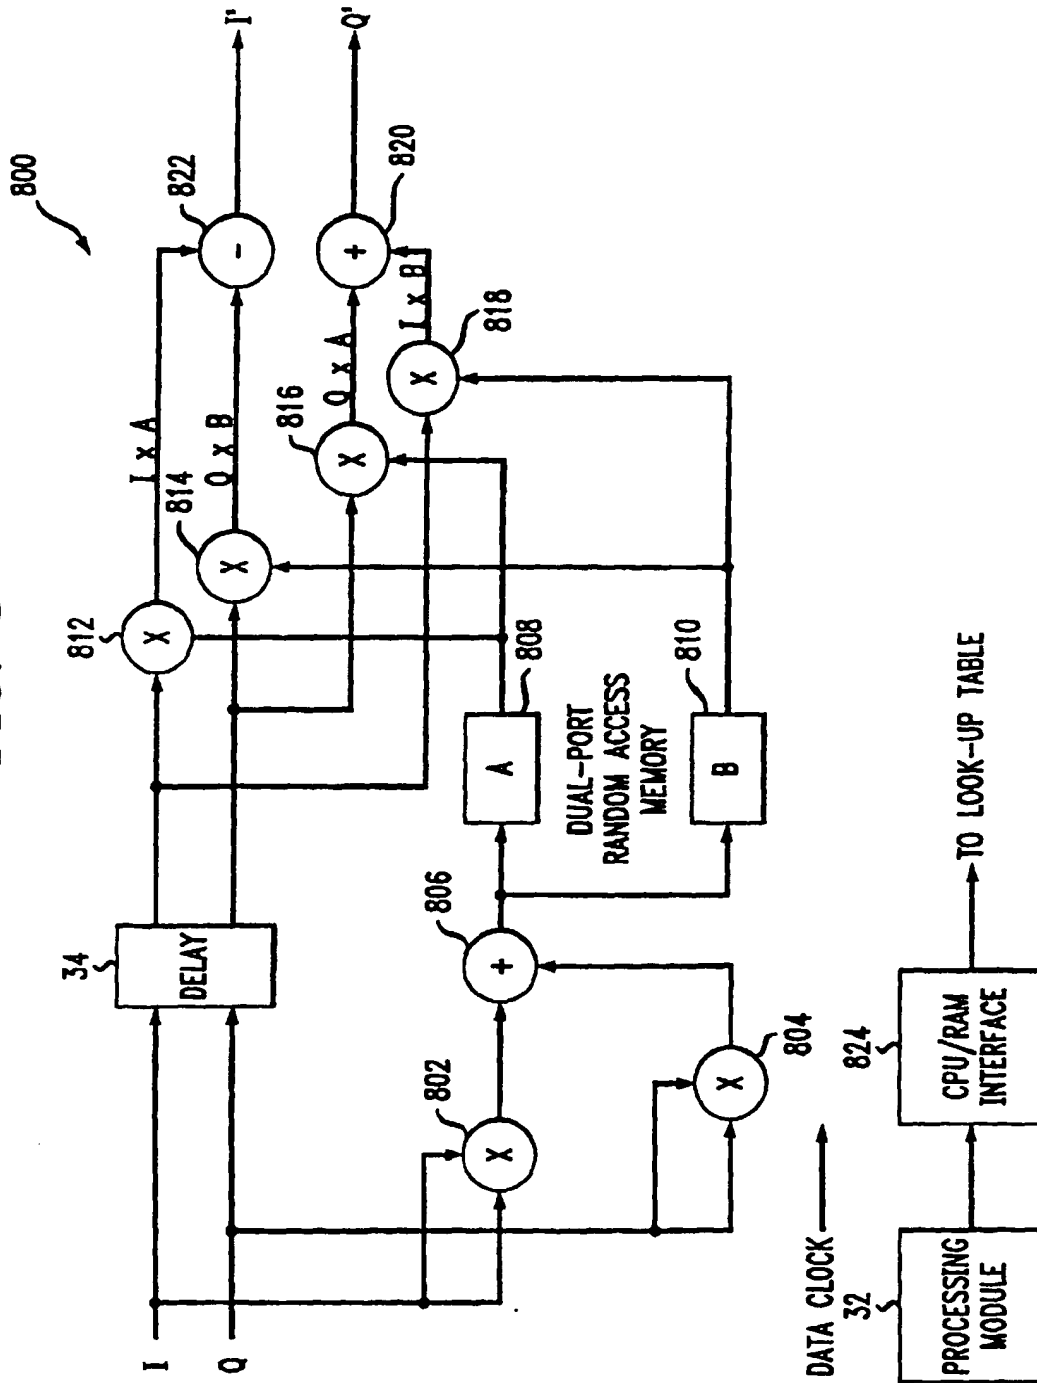 800
I
Q
34
DELAY
I'
Q'
812
X
I x A
814
X
Q x B
822
-
816
X
Q x A
820
+
818
X
I x B
802
X
804
X
806
+
808
A
DUAL-PORT
RANDOM ACCESS
MEMORY
810
B
DATA CLOCK
32
PROCESSING
MODULE
824
CPU/RAM
INTERFACE
TO LOOK-UP TABLE